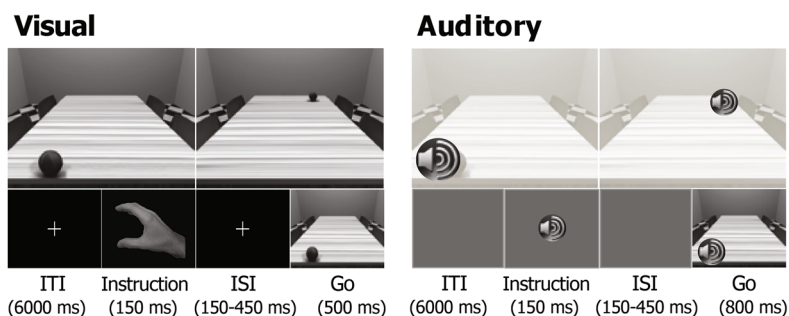 Visual
Auditory
ITI Instruction ISI Go
(6000 ms) (150 ms) (150-450 ms) (500 ms)
ITI Instruction ISI Go
(6000 ms) (150 ms) (150-450 ms) (800 ms)